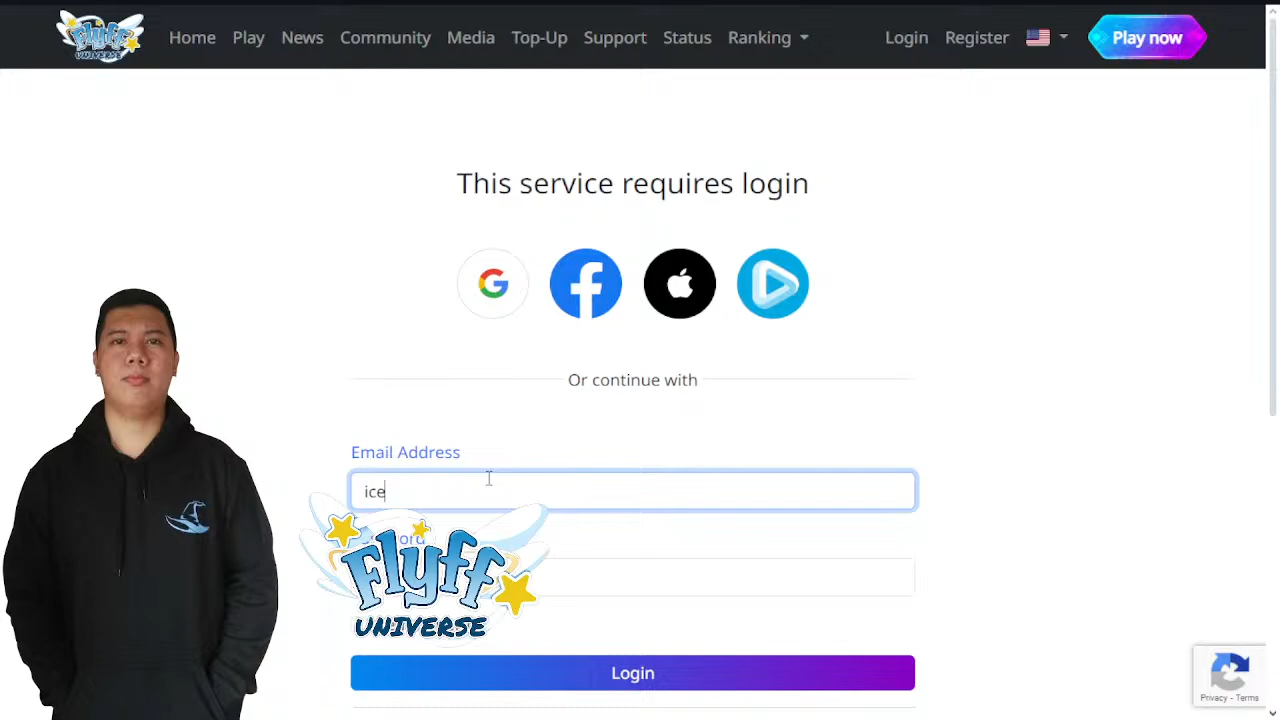 Flyff UNIVERSE Home Play News Community Media Top-Up Support Status Ranking Login Register Play now
This service requires login
Or continue with
Email Address
ice
ord
Flyff
UNIVERSE
Login
Privacy - Terms